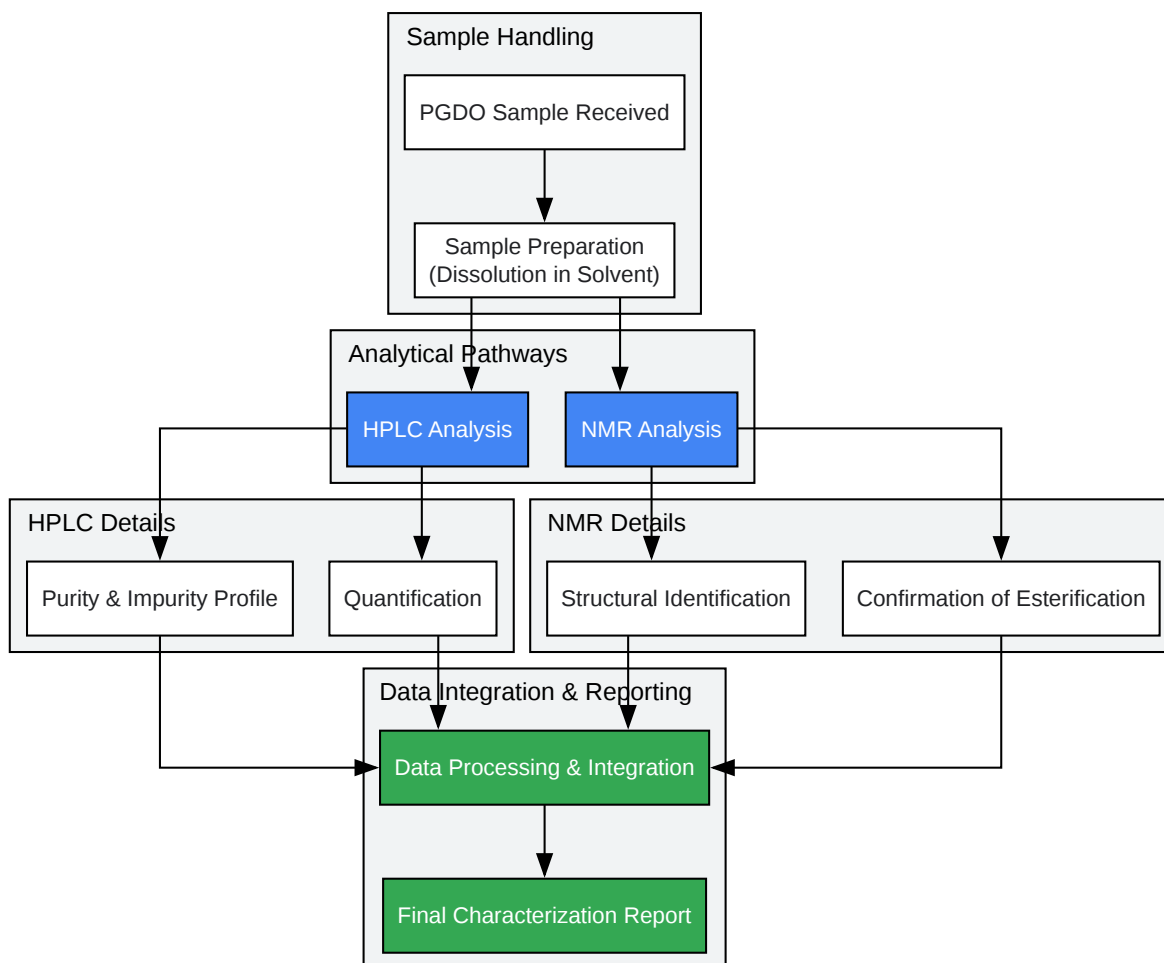 Sample Handling
PGDO Sample Received
Sample Preparation
(Dissolution in Solvent)
Analytical Pathways
HPLC Analysis
NMR Analysis
HPLC Details
NMR Details
Purity & Impurity Profile
Quantification
Structural Identification
Confirmation of Esterification
Data Integration & Reporting
Data Processing & Integration
Final Characterization Report